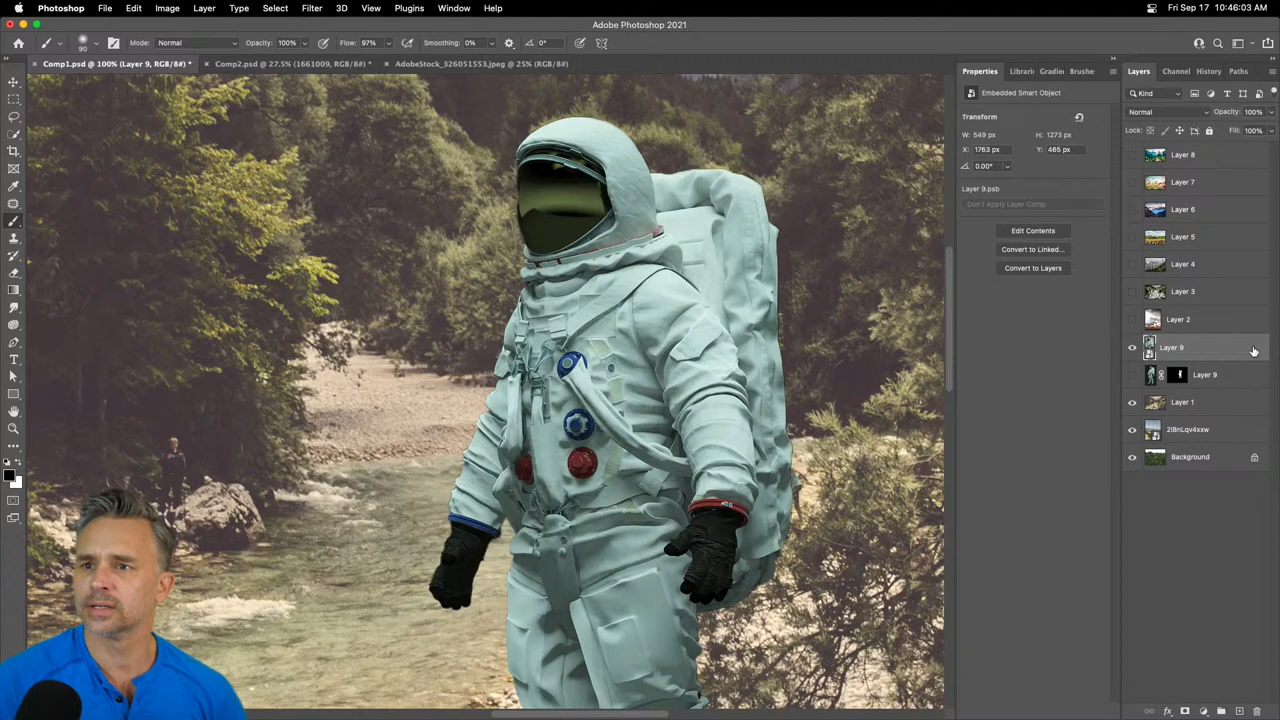 Photoshop File Edit Image Layer Type Select Filter 3D View Plugins Window Help Fri Sep 17 10:46:03 AM
Adobe Photoshop 2021
90 Mode: Normal Opacity: 100% Flow: 97% Smoothing: 0% 0°
Comp1.psd @ 100% (Layer 9, RGB/8#) * Comp2.psd @ 27.5% (1661009, RGB/8#) * AdobeStock_326051553.jpeg @ 25% (RGB/8#)
Properties Librari Gradie Brushe
Embedded Smart Object
Transform
W: 549 px H: 1273 px
X: 1763 px Y: 465 px
0.00°
Layer 9.psb
Don't Apply Layer Comp
Edit Contents
Convert to Linked...
Convert to Layers
Layers Channel History Paths
Kind
Normal Opacity: 100%
Lock: Fill: 100%
Layer 8
Layer 7
Layer 6
Layer 5
Layer 4
Layer 3
Layer 2
Layer 9
Layer 9
Layer 1
2IBnLqv4xxw
Background